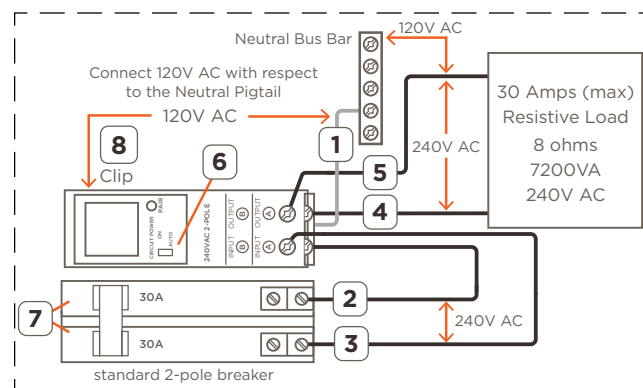 Neutral Bus Bar
120V AC
Connect 120V AC with respect
to the Neutral Pigtail
120V AC
30 Amps (max)
Resistive Load
8 ohms
7200VA
240V AC
8
Clip
6
1
5
240V AC
4
PAIR
CIRCUIT POWER
ON
AUTO
240VAC 2-POLE
OUTPUT
B
INPUT
B
OUTPUT
A
INPUT
A
7
30A
2
240V AC
30A
3
standard 2-pole breaker